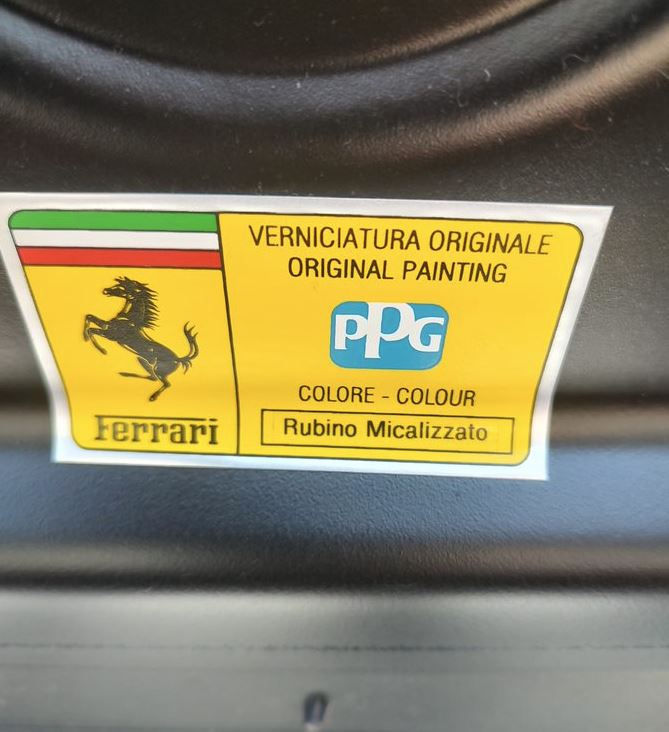 VERNICIATURA ORIGINALE
ORIGINAL PAINTING
PPG
COLORE - COLOUR
Rubino Micalizzato
Ferrari